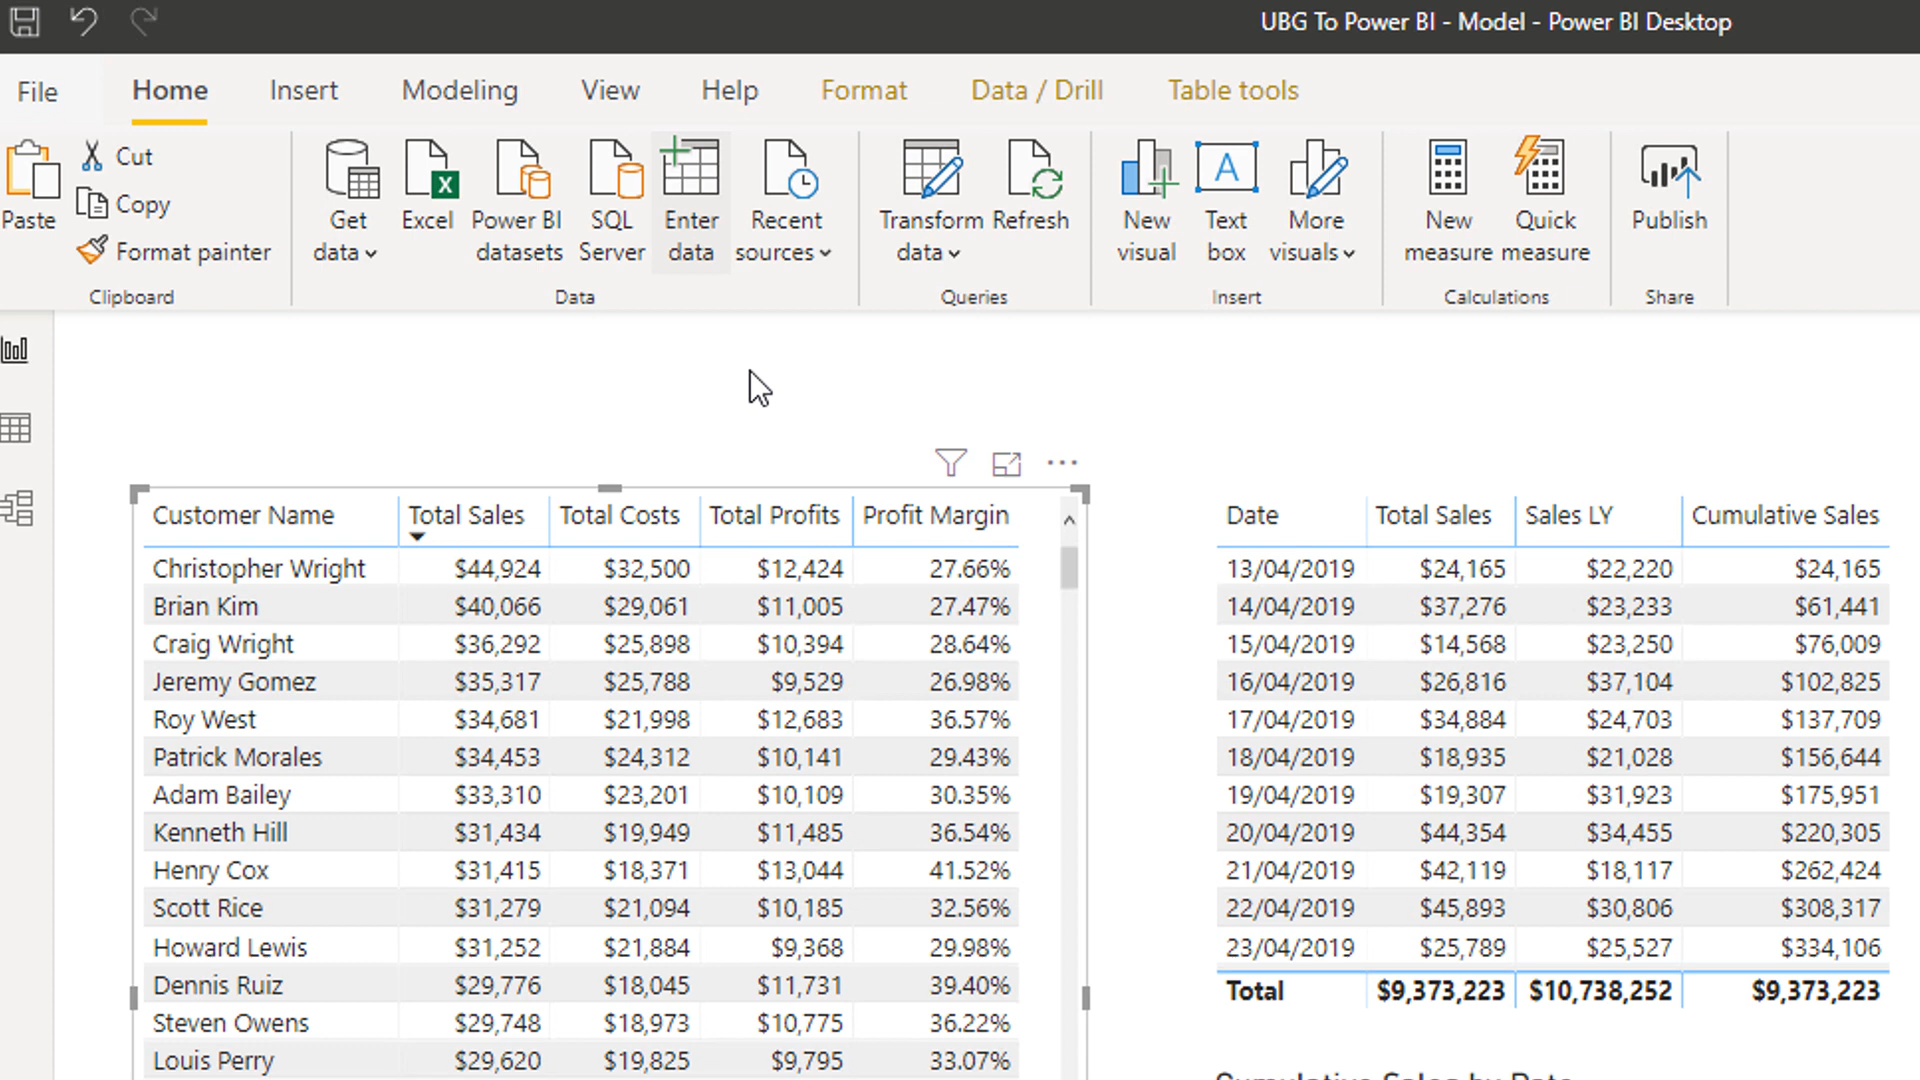 UBG To Power BI - Model - Power BI Desktop
File Home Insert Modeling View Help Format Data / Drill Table tools
Paste
Cut
Copy
Format painter
Clipboard
Get data
Excel
Power BI datasets
SQL Server
Enter data
Recent sources
Data
Transform data
Refresh
Queries
New visual
Text box
More visuals
Insert
New measure
Quick measure
Calculations
Publish
Share
Customer Name Total Sales Total Costs Total Profits Profit Margin
Christopher Wright $44,924 $32,500 $12,424 27.66%
Brian Kim $40,066 $29,061 $11,005 27.47%
Craig Wright $36,292 $25,898 $10,394 28.64%
Jeremy Gomez $35,317 $25,788 $9,529 26.98%
Roy West $34,681 $21,998 $12,683 36.57%
Patrick Morales $34,453 $24,312 $10,141 29.43%
Adam Bailey $33,310 $23,201 $10,109 30.35%
Kenneth Hill $31,434 $19,949 $11,485 36.54%
Henry Cox $31,415 $18,371 $13,044 41.52%
Scott Rice $31,279 $21,094 $10,185 32.56%
Howard Lewis $31,252 $21,884 $9,368 29.98%
Dennis Ruiz $29,776 $18,045 $11,731 39.40%
Steven Owens $29,748 $18,973 $10,775 36.22%
Louis Perry $29,620 $19,825 $9,795 33.07%
Date Total Sales Sales LY Cumulative Sales
13/04/2019 $24,165 $22,220 $24,165
14/04/2019 $37,276 $23,233 $61,441
15/04/2019 $14,568 $23,250 $76,009
16/04/2019 $26,816 $37,104 $102,825
17/04/2019 $34,884 $24,703 $137,709
18/04/2019 $18,935 $21,028 $156,644
19/04/2019 $19,307 $31,923 $175,951
20/04/2019 $44,354 $34,455 $220,305
21/04/2019 $42,119 $18,117 $262,424
22/04/2019 $45,893 $30,806 $308,317
23/04/2019 $25,789 $25,527 $334,106
Total $9,373,223 $10,738,252 $9,373,223
Cumulative Sales by Date